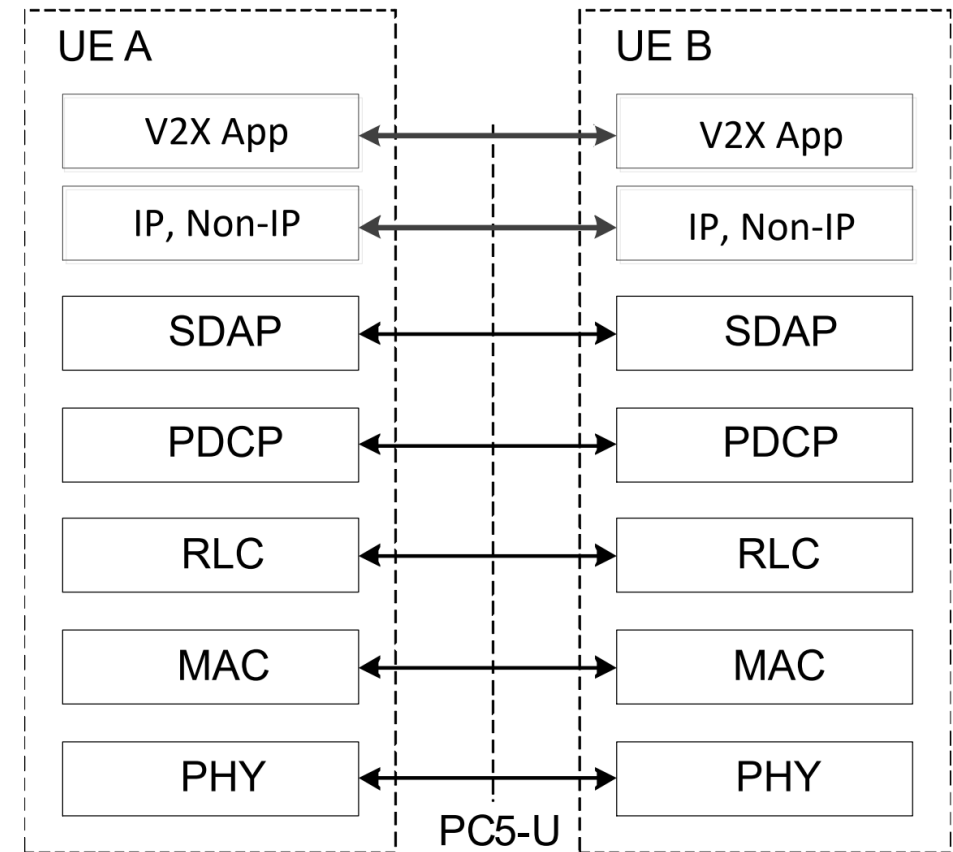 UE A
UE B
V2X App
V2X App
IP, Non-IP
IP, Non-IP
SDAP
SDAP
PDCP
PDCP
RLC
RLC
MAC
MAC
PHY
PHY
PC5-U